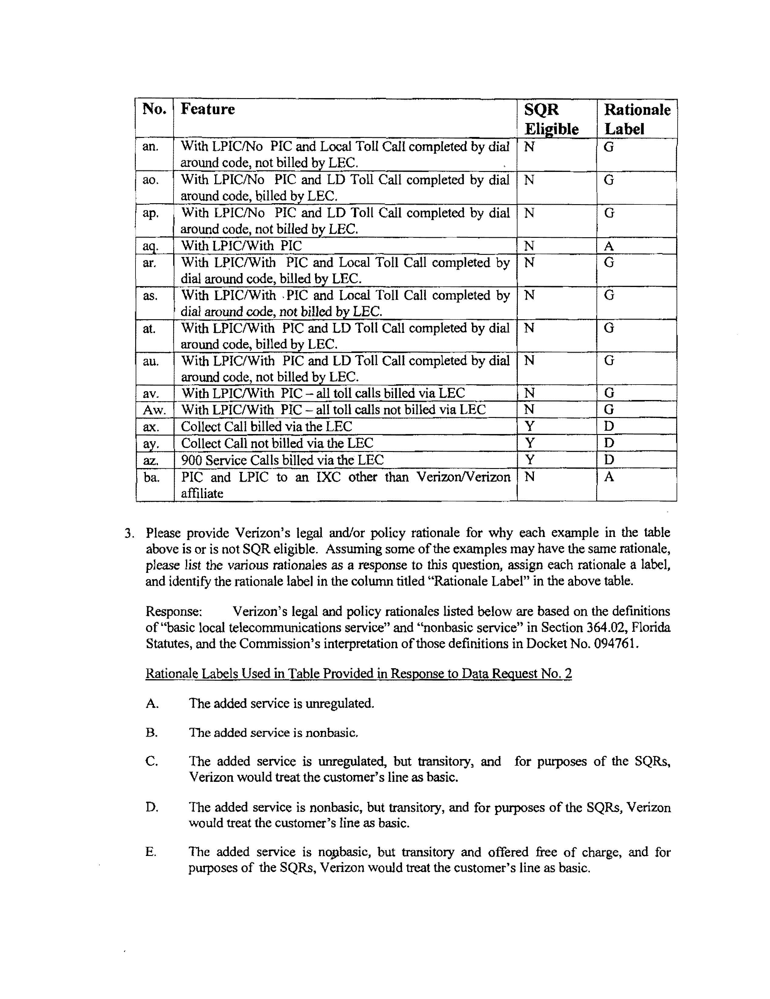 No. Feature SQR Eligible Rationale Label
an. With LPIC/No PIC and Local Toll Call completed by dial N G
around code, not billed by LEC.
ao. With LPIC/No PIC and LD Toll Call completed by dial N G
around code, billed by LEC.
ap. With LPIC/No PIC and LD Toll Call completed by dial N G
around code, not billed by LEC.
aq. With LPIC/With PIC N A
ar. With LPIC/With PIC and Local Toll Call completed by N G
dial around code, billed by LEC.
as. With LPIC/With PIC and Local Toll Call completed by N G
dial around code, not billed by LEC.
at. With LPIC/With PIC and LD Toll Call completed by dial N G
around code, billed by LEC.
au. With LPIC/With PIC and LD Toll Call completed by dial N G
around code, not billed by LEC.
av. With LPIC/With PIC – all toll calls billed via LEC N G
Aw. With LPIC/With PIC – all toll calls not billed via LEC N G
ax. Collect Call billed via the LEC Y D
ay. Collect Call not billed via the LEC Y D
az. 900 Service Calls billed via the LEC Y D
ba. PIC and LPIC to an IXC other than Verizon/Verizon N A
affiliate
3. Please provide Verizon's legal and/or policy rationale for why each example in the table
above is or is not SQR eligible. Assuming some of the examples may have the same rationale,
please list the various rationales as a response to this question, assign each rationale a label,
and identify the rationale label in the column titled "Rationale Label" in the above table.
Response: Verizon's legal and policy rationales listed below are based on the definitions
of "basic local telecommunications service" and "nonbasic service" in Section 364.02, Florida
Statutes, and the Commission's interpretation of those definitions in Docket No. 094761.
Rationale Labels Used in Table Provided in Response to Data Request No. 2
A. The added service is unregulated.
B. The added service is nonbasic.
C. The added service is unregulated, but transitory, and for purposes of the SQRs,
Verizon would treat the customer's line as basic.
D. The added service is nonbasic, but transitory, and for purposes of the SQRs, Verizon
would treat the customer's line as basic.
E. The added service is nonbasic, but transitory and offered free of charge, and for
purposes of the SQRs, Verizon would treat the customer's line as basic.